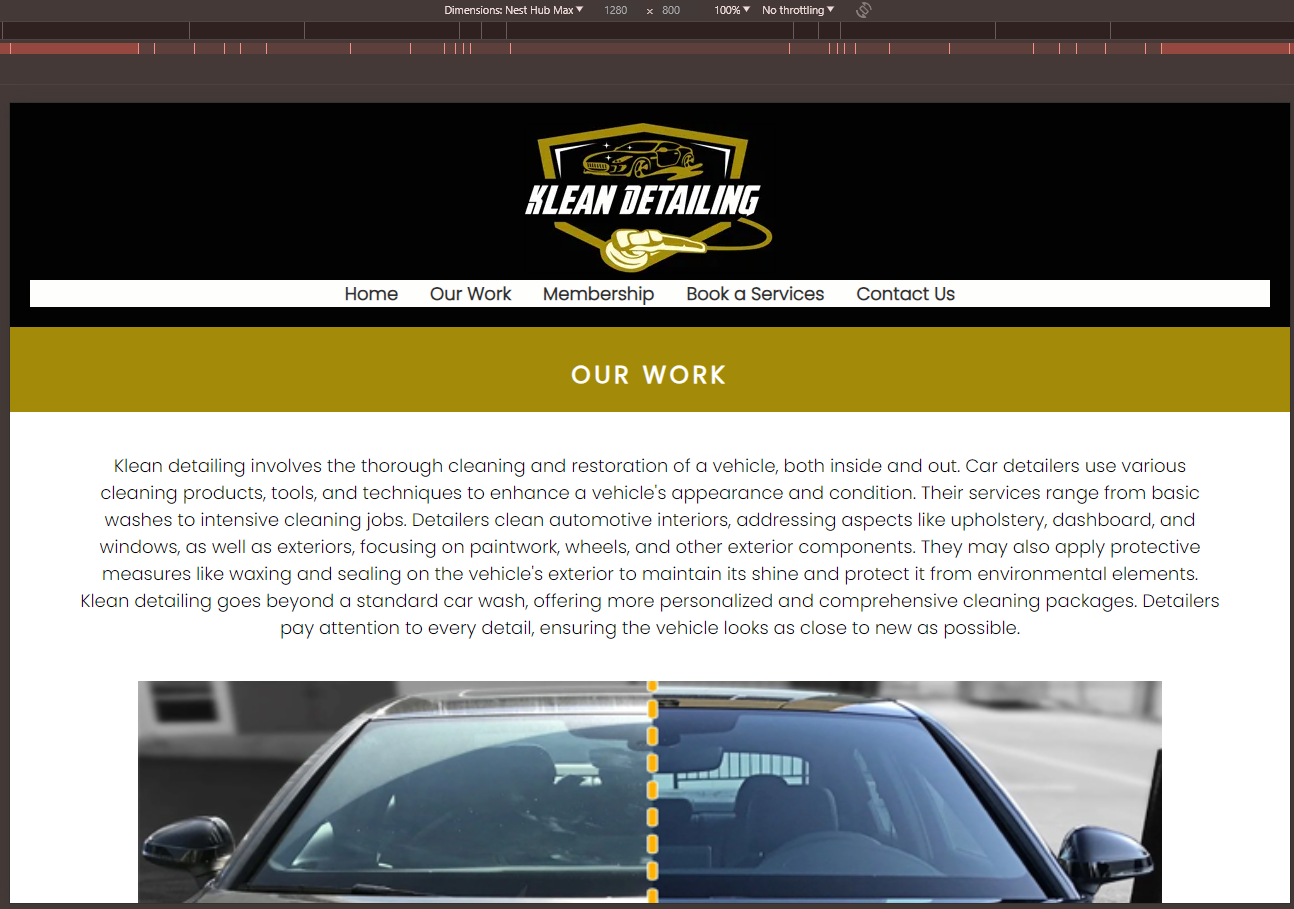 Dimensions: Nest Hub Max 1280 × 800 100% No throttling
KLEAN DETAILING
Home Our Work Membership Book a Services Contact Us
OUR WORK
Klean detailing involves the thorough cleaning and restoration of a vehicle, both inside and out. Car detailers use various
cleaning products, tools, and techniques to enhance a vehicle's appearance and condition. Their services range from basic
washes to intensive cleaning jobs. Detailers clean automotive interiors, addressing aspects like upholstery, dashboard, and
windows, as well as exteriors, focusing on paintwork, wheels, and other exterior components. They may also apply protective
measures like waxing and sealing on the vehicle's exterior to maintain its shine and protect it from environmental elements.
Klean detailing goes beyond a standard car wash, offering more personalized and comprehensive cleaning packages. Detailers
pay attention to every detail, ensuring the vehicle looks as close to new as possible.